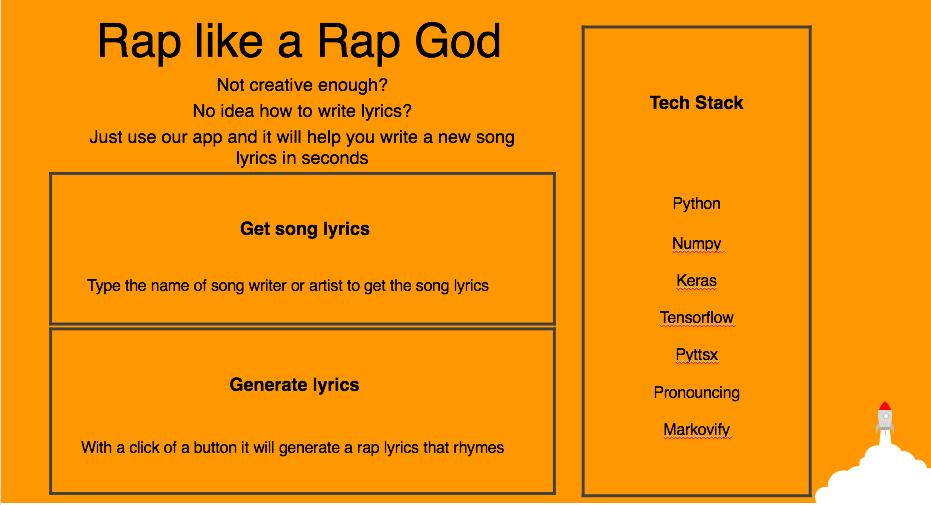 Rap like a Rap God
Not creative enough?
No idea how to write lyrics?
Just use our app and it will help you write a new song
lyrics in seconds
Get song lyrics
Type the name of song writer or artist to get the song lyrics
Generate lyrics
With a click of a button it will generate a rap lyrics that rhymes
Tech Stack
Python
Numpy
Keras
Tensorflow
Pyttsx
Pronouncing
Markovify